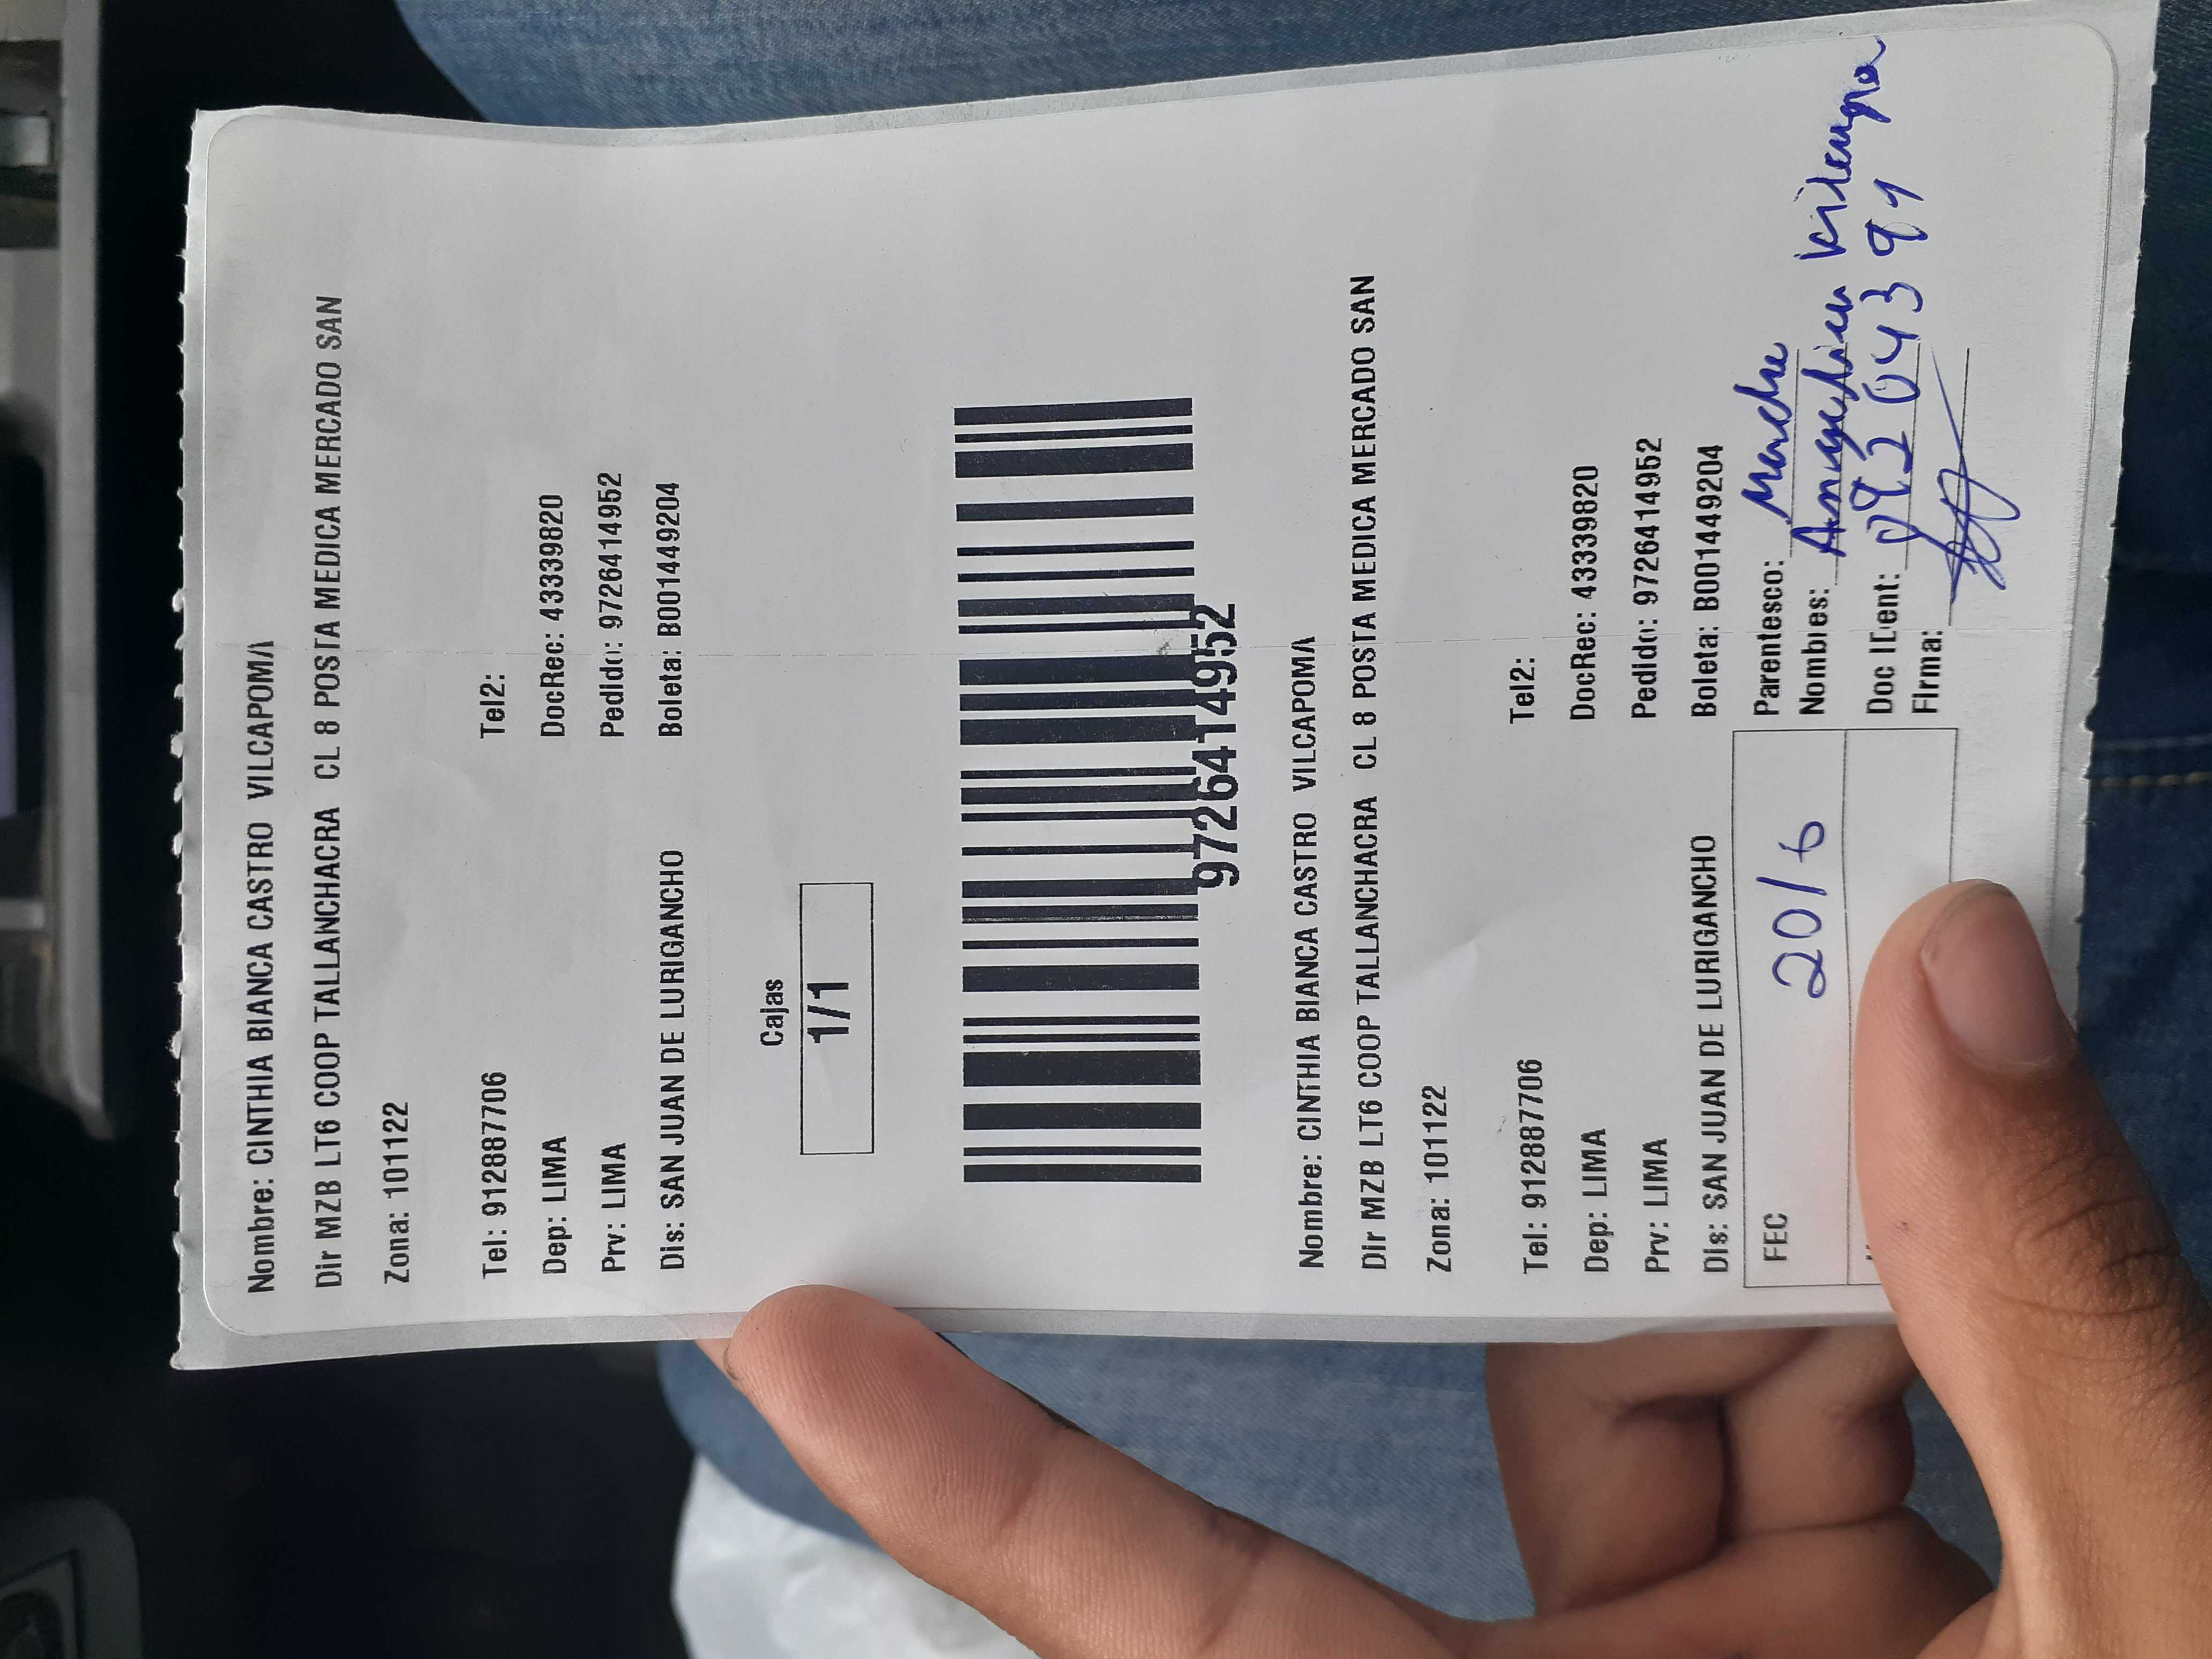 Nombre: CINTHIA BIANCA CASTRO VILCAPOMA
Dir MZB LT6 COOP TALLANCHACRA CL 8 POSTA MEDICA MERCADO SAN
Zona: 101122
Tel: 912887706 Tel2:
Dep: LIMA DocRec: 43339820
Prv: LIMA Pedido: 972641​4952
Dis: SAN JUAN DE LURIGANCHO Boleta: B001449204
Cajas
1/1
9726414952
Nombre: CINTHIA BIANCA CASTRO VILCAPOMA
Dir MZB LT6 COOP TALLANCHACRA CL 8 POSTA MEDICA MERCADO SAN
Zona: 101122
Tel: 912887706 Tel2:
Dep: LIMA DocRec: 43339820
Prv: LIMA Pedido: 9726414952
Dis: SAN JUAN DE LURIGANCHO Boleta: B001449204
FEC 20/6
Parentesco: Madre
Nombres:
Doc IDent: 09204391
Firma: